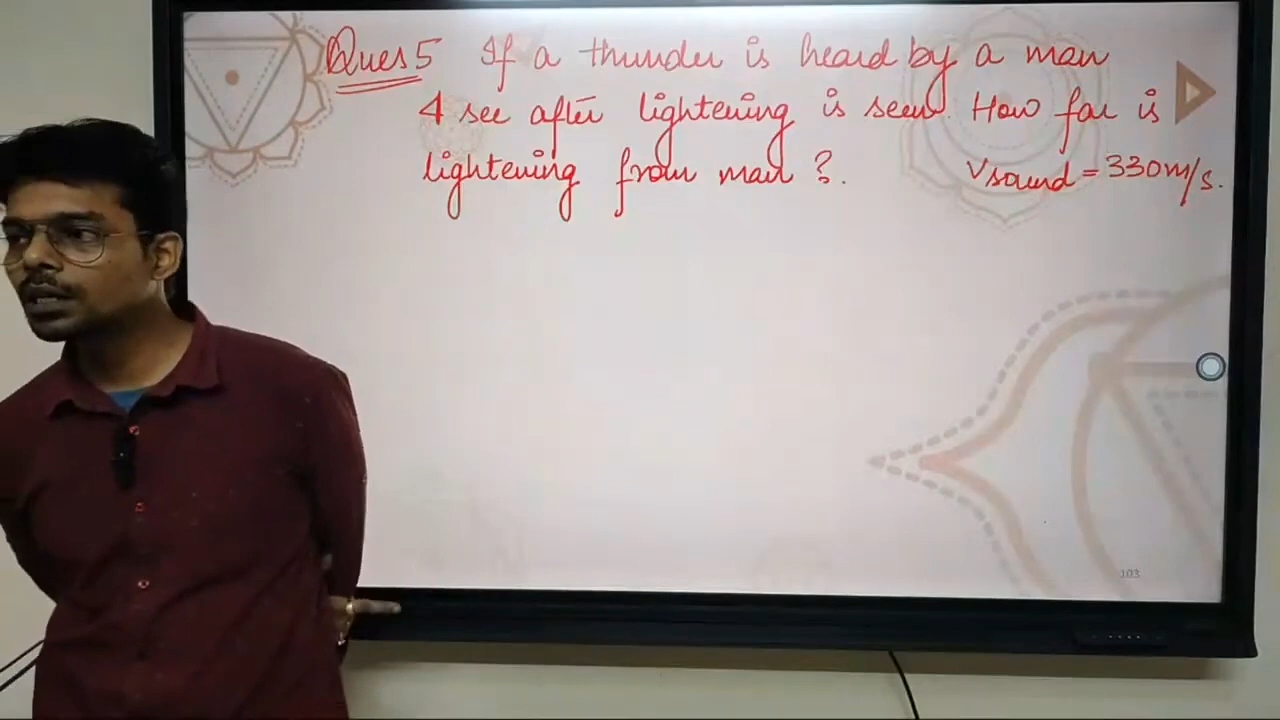 Ques 5 If a thunder is heard by a man
4 sec after lightening is seen. How far is
lightening from man ?. Vsound = 330m/s.
103